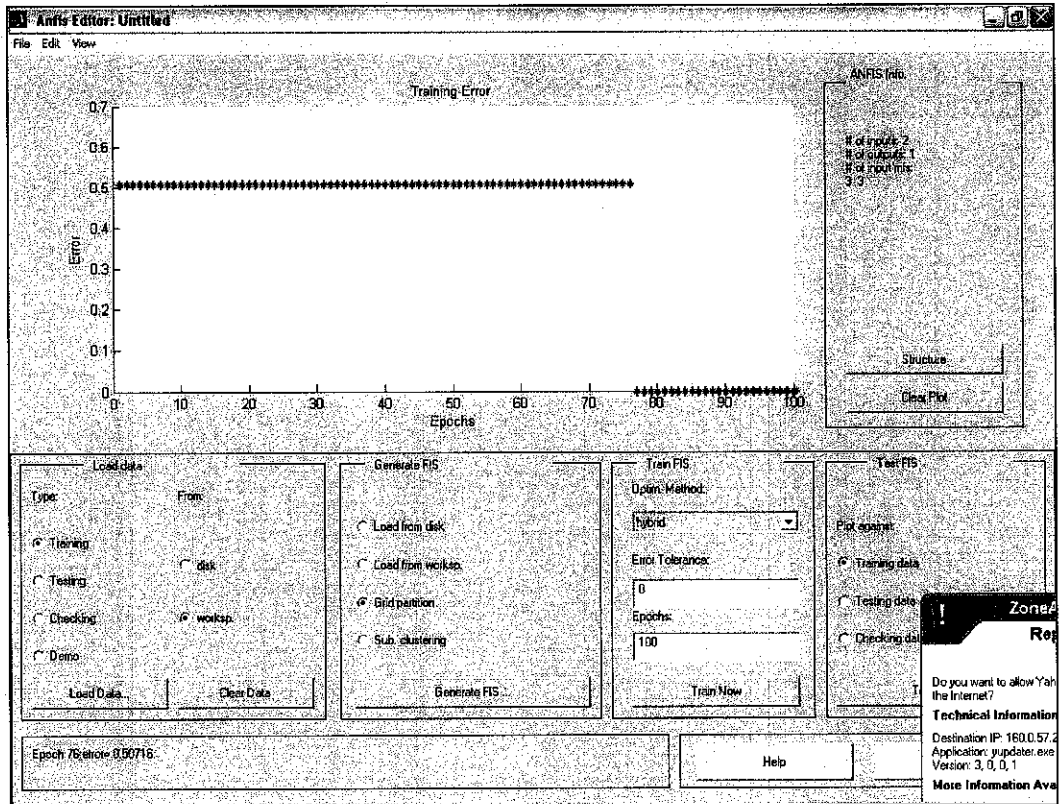 Anfis Editor: Untitled
File Edit View
Training Error
0.7
0.6
0.5
0.4
0.3
0.2
0.1
0
Error
0 10 20 30 40 50 60 70 80 90 100
Epochs
ANFIS Info.
# of inputs: 2
# of outputs: 1
# of input mfs:
3 3
Structure
Clear Plot
Load data
Type: From:
Training
Testing
Checking
Demo
disk
worksp.
Load Data...
Clear Data
Generate FIS
Load from disk
Load from worksp.
Grid partition
Sub. clustering
Generate FIS ...
Train FIS
Optim. Method:
hybrid
Error Tolerance:
0
Epochs:
100
Train Now
Test FIS
Plot against:
Training data
Testing data
Checking dat
Epoch 76:error= 0.50716
Help
!
Do you want to allow Yah
the Internet?
Technical Information
Destination IP: 160.0.57.2
Application: yupdater.exe
Version: 3, 0, 0, 1
More Information Ava